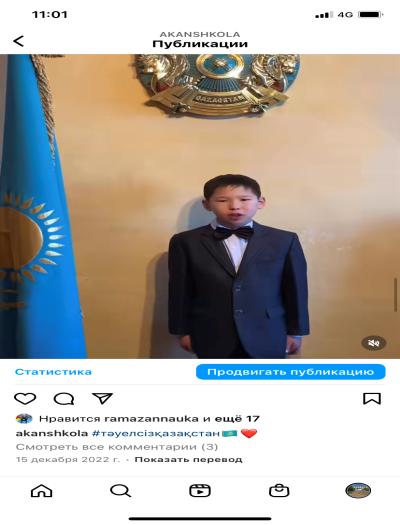 11:01
4G
AKANSHKOLA
Публикации
QAZAQSTAN
Статистика
Продвигать публикацию
Нравится ramazannauka и ещё 17
akanshkola #тәуелсізқазақстан🇰🇿 ❤️
Смотреть все комментарии (3)
15 декабря 2022 г. · Показать перевод